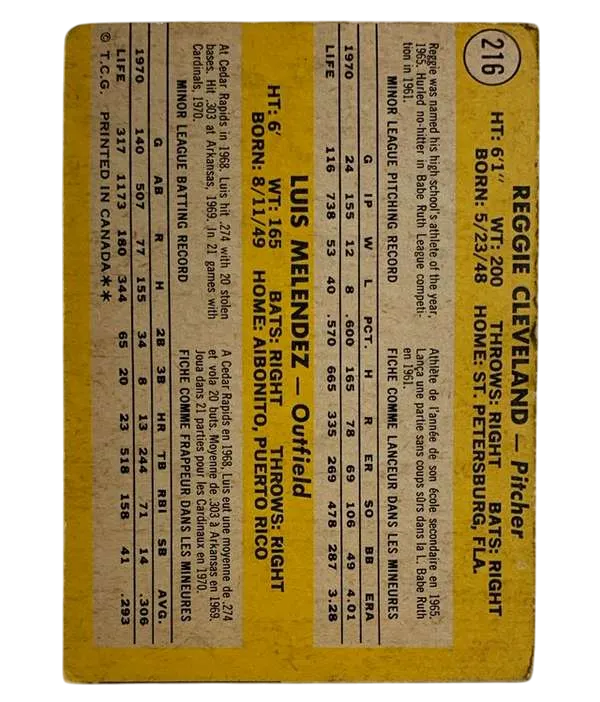 216
REGGIE CLEVELAND — Pitcher
HT: 6'1" WT: 200 THROWS: RIGHT BATS: RIGHT
BORN: 5/23/48 HOME: ST. PETERSBURG, FLA.
Reggie was named his high school's athlete of the year,
1965. Hurled no-hitter in Babe Ruth League competi-
tion in 1961.
Athlète de l'année de son école secondaire en 1965.
Lança une partie sans coups sûrs dans la L. Babe Ruth
en 1961.
MINOR LEAGUE PITCHING RECORD FICHE COMME LANCEUR DANS LES MINEURES
G IP W L PCT. H R ER SO BB ERA
1970 24 155 12 8 .600 165 78 69 106 49 4.01
LIFE 116 738 53 40 .570 665 335 269 478 287 3.28
LUIS MELENDEZ — Outfield
HT: 6' WT: 165 BATS: RIGHT THROWS: RIGHT
BORN: 8/11/49 HOME: AIBONITO, PUERTO RICO
At Cedar Rapids in 1968, Luis hit .274 with 20 stolen
bases. Hit .303 at Arkansas, 1969. In 21 games with
Cardinals, 1970.
A Cedar Rapids en 1968, Luis eut une moyenne de .274
et vola 20 buts. Moyenne de .303 à Arkansas en 1969.
Joua dans 21 parties pour les Cardinaux en 1970.
MINOR LEAGUE BATTING RECORD FICHE COMME FRAPPEUR DANS LES MINEURES
G AB R H 2B 3B HR TB RBI SB AVG.
1970 140 507 77 155 34 8 13 244 71 14 .306
LIFE 317 1173 180 344 65 20 23 518 158 41 .293
© T.C.G. PRINTED IN CANADA**